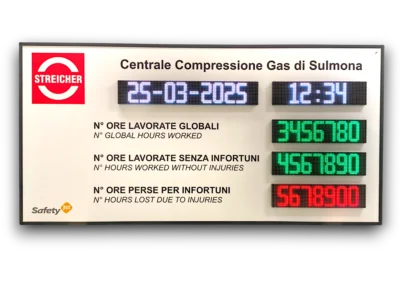 STREICHER
Centrale Compressione Gas di Sulmona
25-03-2025 12:34
N° ORE LAVORATE GLOBALI
N° GLOBAL HOURS WORKED
3456780
N° ORE LAVORATE SENZA INFORTUNI
N° HOURS WORKED WITHOUT INJURIES
4567890
N° ORE PERSE PER INFORTUNI
N° HOURS LOST DUE TO INJURIES
5678900
Safety